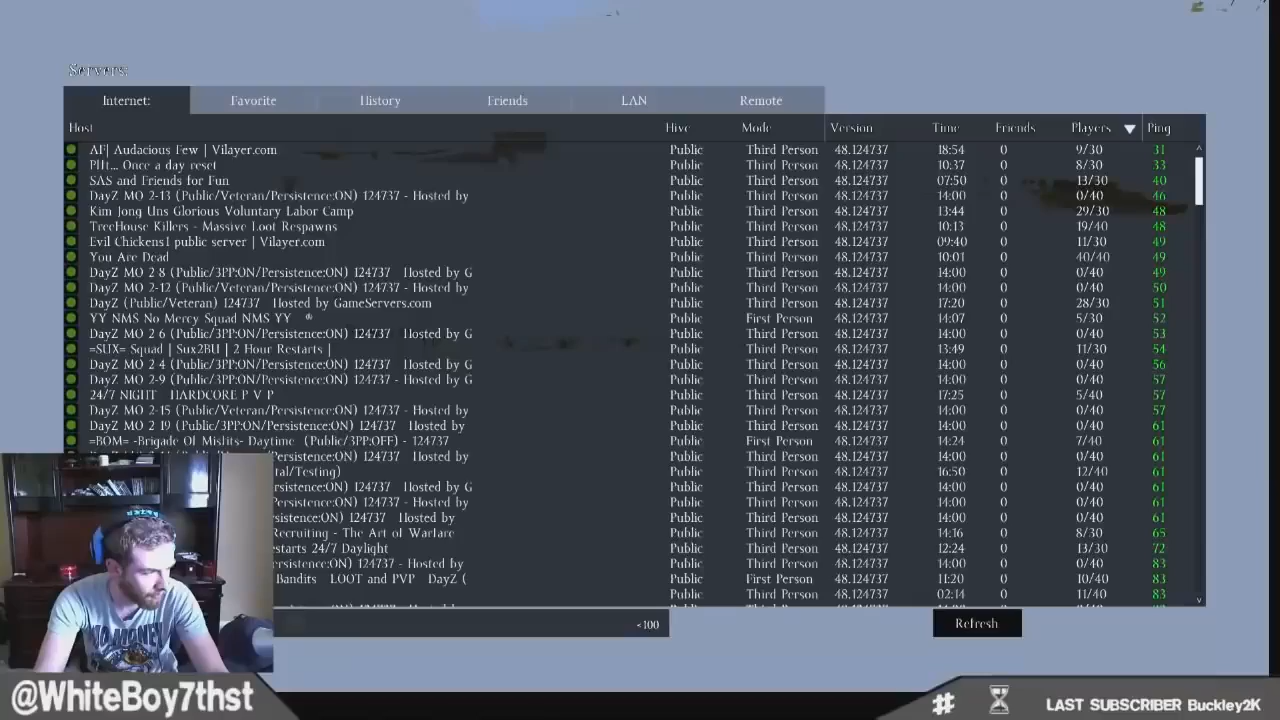 Servers:
Internet: Favorite History Friends LAN Remote
Host Hive Mode Version Time Friends Players Ping
AF| Audacious Few | Vilayer.com Public Third Person 48.124737 18:54 0 9/30 31
Pfft... Once a day reset Public Third Person 48.124737 10:37 0 8/30 33
SAS and Friends for Fun Public Third Person 48.124737 07:50 0 13/30 40
DayZ MO 2-13 (Public/Veteran/Persistence:ON) 124737 - Hosted by Public Third Person 48.124737 14:00 0 0/40 46
Kim Jong Uns Glorious Voluntary Labor Camp Public Third Person 48.124737 13:44 0 29/30 48
TreeHouse Killers - Massive Loot Respawns Public Third Person 48.124737 10:13 0 19/40 48
Evil Chickens1 public server | Vilayer.com Public Third Person 48.124737 09:40 0 11/30 49
You Are Dead Public Third Person 48.124737 10:01 0 40/40 49
DayZ MO 2 8 (Public/3PP:ON/Persistence:ON) 124737 Hosted by G Public Third Person 48.124737 14:00 0 0/40 49
DayZ MO 2-12 (Public/Veteran/Persistence:ON) 124737 - Hosted by Public Third Person 48.124737 14:00 0 0/40 50
DayZ (Public/Veteran) 124737 Hosted by GameServers.com Public Third Person 48.124737 17:20 0 28/30 51
YY NMS No Mercy Squad NMS YY Public First Person 48.124737 14:07 0 5/30 52
DayZ MO 2 6 (Public/3PP:ON/Persistence:ON) 124737 Hosted by G Public Third Person 48.124737 14:00 0 0/40 53
=SUX= Squad | Sux2BU | 2 Hour Restarts | Public Third Person 48.124737 13:49 0 11/30 54
DayZ MO 2 4 (Public/3PP:ON/Persistence:ON) 124737 Hosted by G Public Third Person 48.124737 14:00 0 0/40 56
DayZ MO 2-9 (Public/3PP:ON/Persistence:ON) 124737 - Hosted by G Public Third Person 48.124737 14:00 0 0/40 57
24/7 NIGHT HARDCORE P V P Public Third Person 48.124737 17:25 0 5/40 57
DayZ MO 2-15 (Public/Veteran/Persistence:ON) 124737 - Hosted by Public Third Person 48.124737 14:00 0 0/40 57
DayZ MO 2 19 (Public/3PP:ON/Persistence:ON) 124737 Hosted by Public Third Person 48.124737 14:00 0 0/40 61
=BOM= -Brigade Of Misfits- Daytime (Public/3PP:OFF) - 124737 Public First Person 48.124737 14:24 0 7/40 61
124737 Hosted by Public Third Person 48.124737 14:00 0 0/40 61
ral/Testing) Public Third Person 48.124737 16:50 0 12/40 61
rsistence:ON) 124737 Hosted by G Public Third Person 48.124737 14:00 0 0/40 61
sistence:ON) 124737 - Hosted by Public Third Person 48.124737 14:00 0 0/40 61
sistence:ON) 124737 Hosted by Public Third Person 48.124737 14:00 0 0/40 61
Recruiting - The Art of Warfare Public Third Person 48.124737 14:16 0 8/30 65
estarts 24/7 Daylight Public Third Person 48.124737 12:24 0 13/30 72
ersistence:ON) 124737 - Hosted by Public Third Person 48.124737 14:00 0 0/40 83
Bandits LOOT and PVP DayZ ( Public First Person 48.124737 11:20 0 10/40 83
Public Third Person 48.124737 02:14 0 11/40 83
<100 Refresh
NO MONEY
@WhiteBoy7thst # LAST SUBSCRIBER Buckley2K